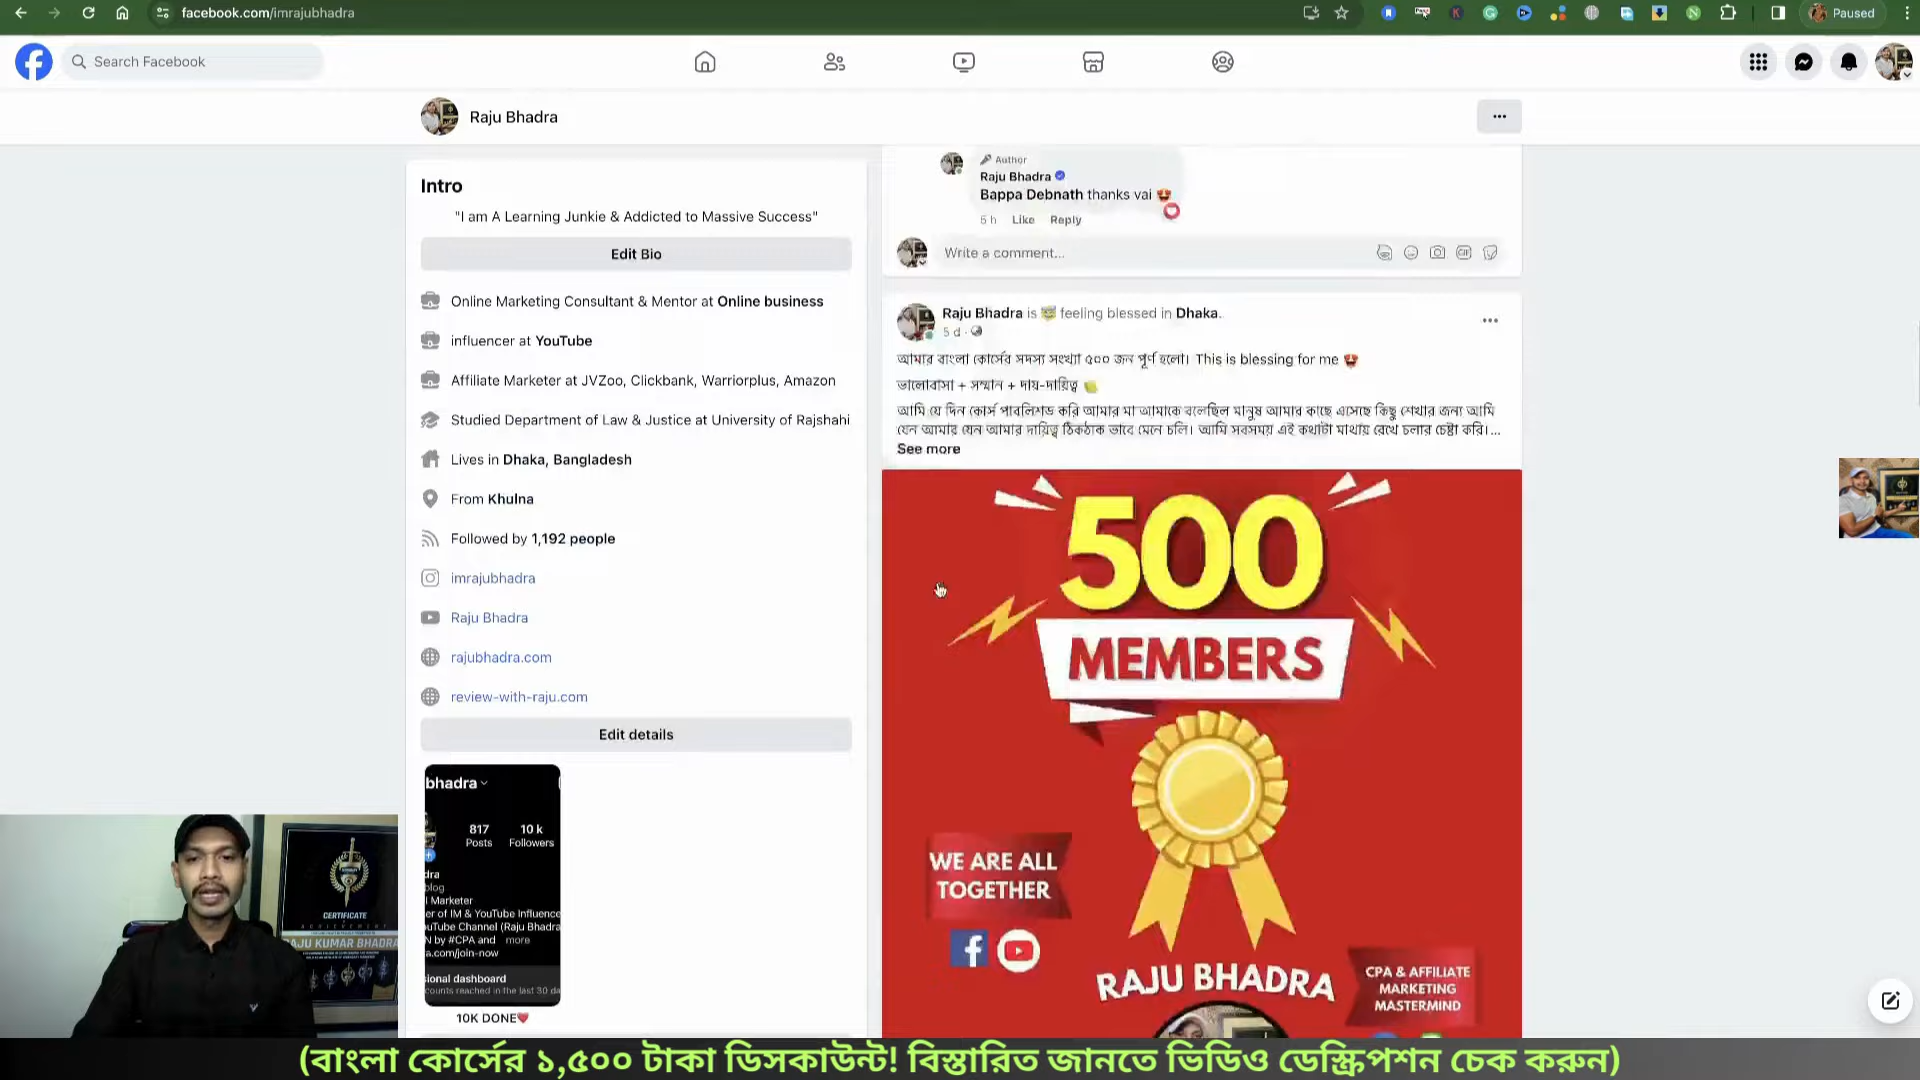 facebook.com/imrajubhadra
Paused
Search Facebook
Raju Bhadra
Intro
"I am A Learning Junkie & Addicted to Massive Success"
Edit Bio
Online Marketing Consultant & Mentor at Online business
influencer at YouTube
Affiliate Marketer at JVZoo, Clickbank, Warriorplus, Amazon
Studied Department of Law & Justice at University of Rajshahi
Lives in Dhaka, Bangladesh
From Khulna
Followed by 1,192 people
imrajubhadra
Raju Bhadra
rajubhadra.com
review-with-raju.com
Edit details
bhadra
817 10 k
Posts Followers
dra
blog
l Marketer
er of IM & YouTube Influence
uTube Channel (Raju Bhadra
N by #CPA and more
a.com/join-now
sional dashboard
counts reached in the last 30 da
10K DONE❤️
Author
Raju Bhadra
Bappa Debnath thanks vai 🤩
5 h Like Reply
Write a comment...
Raju Bhadra is 😇 feeling blessed in Dhaka.
5 d
আমার বাংলা কোর্সের সদস্য সংখ্যা ৫০০ জন পূর্ণ হলো। This is blessing for me 🤩
ভালোবাসা + সম্মান + দায়-দায়িত্ব
আমি যে দিন কোর্স পাবলিশড করি আমার মা আমাকে বলেছিল মানুষ আমার কাছে এসেছে কিছু শেখার জন্য আমি
যেন আমার যেন আমার দায়িত্ব ঠিকঠাক ভাবে মেনে চলি। আমি সবসময় এই কথাটা মাথায় রেখে চলার চেষ্টা করি।...
See more
500
MEMBERS
WE ARE ALL
TOGETHER
RAJU BHADRA
CPA & AFFILIATE
MARKETING
MASTERMIND
CERTIFICATE
RAJU KUMAR BHADRA
(বাংলা কোর্সের ১,৫০০ টাকা ডিসকাউন্ট! বিস্তারিত জানতে ভিডিও ডেস্ক্রিপশন চেক করুন)